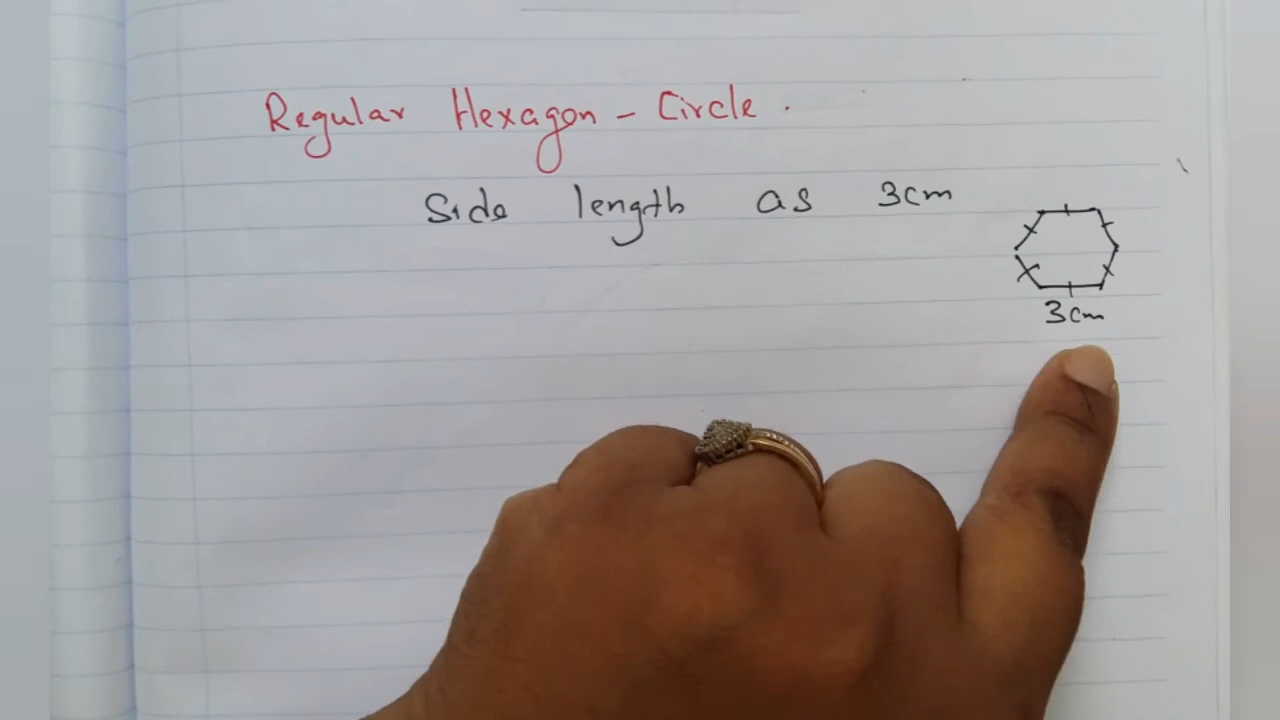 Regular Hexagon - Circle.
Side length as 3cm
3cm